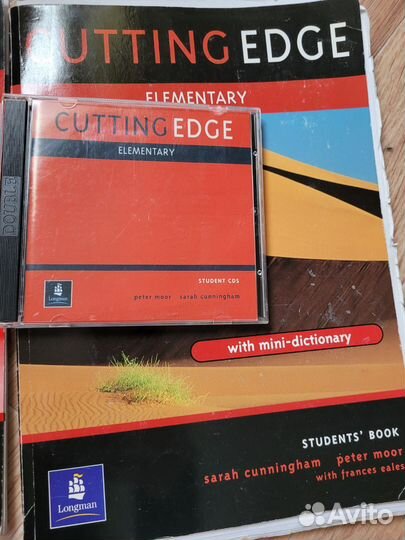 CUTTING EDGE
ELEMENTARY
DOUBLE
CUTTING EDGE
ELEMENTARY
STUDENT CDS
Longman
peter moor sarah cunningham
with mini-dictionary
STUDENTS' BOOK
sarah cunningham peter moor
with frances eales
Longman
Avito